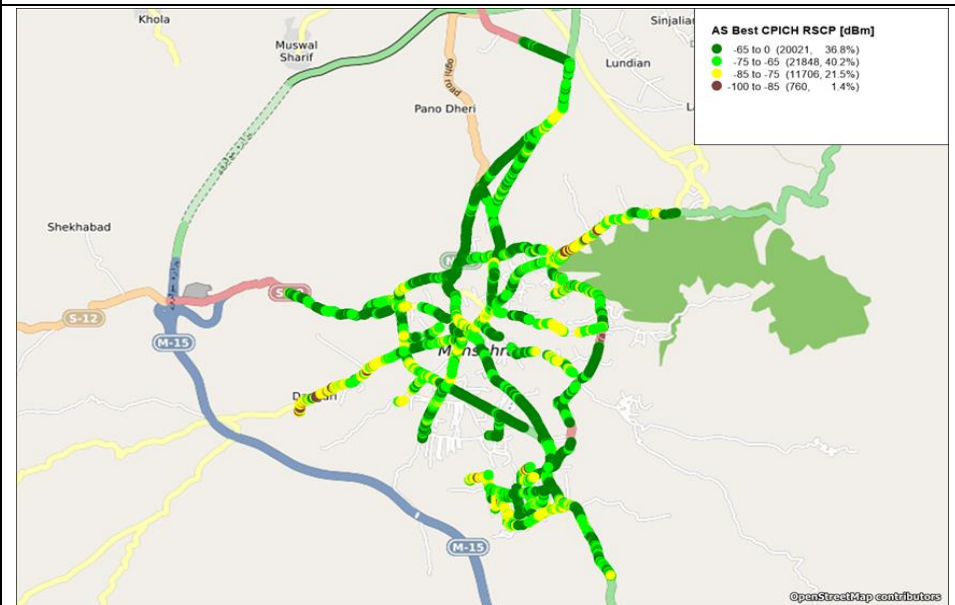 Khola
Muswal
Sharif
Pano Dheri
Lundian
AS Best CPICH RSCP [dBm]
-65 to 0 (20021, 36.8%)
-75 to -65 (21848, 40.2%)
-85 to -75 (11706, 21.5%)
-100 to -85 (760, 1.4%)
Shekhabad
S-12
M-15
M-15
OpenStreetMap contributors